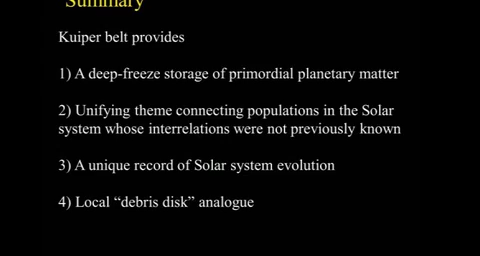 Summary
Kuiper belt provides
1) A deep-freeze storage of primordial planetary matter
2) Unifying theme connecting populations in the Solar
system whose interrelations were not previously known
3) A unique record of Solar system evolution
4) Local “debris disk” analogue